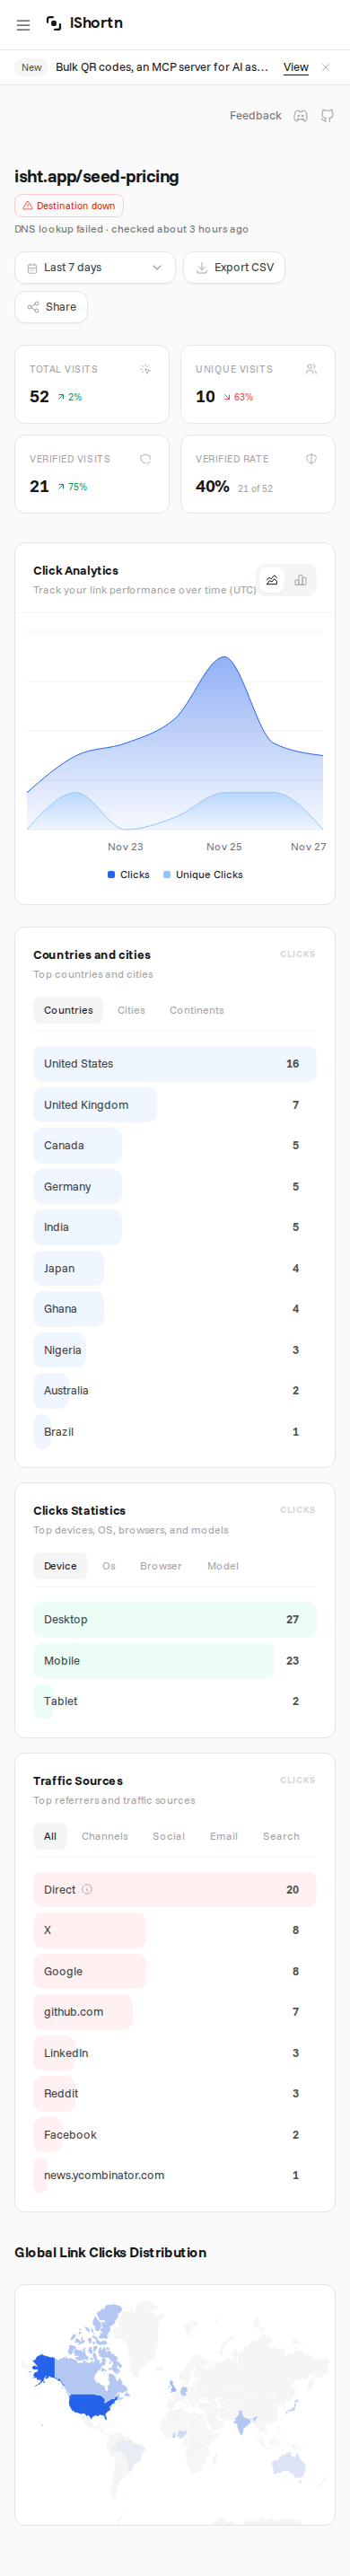 IShortn
New Bulk QR codes, an MCP server for AI as... View
Feedback
isht.app/seed-pricing
Destination down
DNS lookup failed · checked about 3 hours ago
Last 7 days Export CSV
Share
TOTAL VISITS
52 2%
UNIQUE VISITS
10 63%
VERIFIED VISITS
21 75%
VERIFIED RATE
40% 21 of 52
Click Analytics
Track your link performance over time (UTC)
Nov 23 Nov 25 Nov 27
Clicks Unique Clicks
Countries and cities CLICKS
Top countries and cities
Countries Cities Continents
United States 16
United Kingdom 7
Canada 5
Germany 5
India 5
Japan 4
Ghana 4
Nigeria 3
Australia 2
Brazil 1
Clicks Statistics CLICKS
Top devices, OS, browsers, and models
Device Os Browser Model
Desktop 27
Mobile 23
Tablet 2
Traffic Sources CLICKS
Top referrers and traffic sources
All Channels Social Email Search
Direct 20
X 8
Google 8
github.com 7
LinkedIn 3
Reddit 3
Facebook 2
news.ycombinator.com 1
Global Link Clicks Distribution